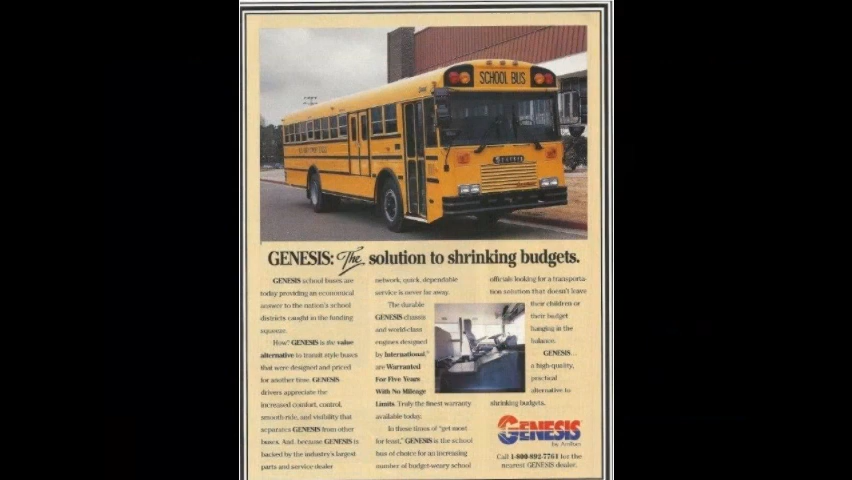 SCHOOL BUS
GENESIS
GENESIS: The solution to shrinking budgets.
GENESIS school buses are
today providing an economical
answer to the nation's school
districts caught in the funding
squeeze.
How? GENESIS is the value
alternative to transit style buses
that were designed and priced
for another time. GENESIS
drivers appreciate the
increased comfort, control,
smooth ride, and visibility that
separates GENESIS from other
buses. And, because GENESIS is
backed by the industry's largest
parts and service dealer
network, quick, dependable
service is never far away.
The durable
GENESIS chassis
and world-class
engines designed
by International,®
are Warranted
For Five Years
With No Mileage
Limits. Truly the finest warranty
available today.
In these times of "get most
for least," GENESIS is the school
bus of choice for an increasing
number of budget-weary school
officials looking for a transporta-
tion solution that doesn't leave
their children or
their budget
hanging in the
balance.
GENESIS...
a high-quality,
practical
alternative to
shrinking budgets.
GENESIS
by AmTran
Call 1-800-892-7761 for the
nearest GENESIS dealer.